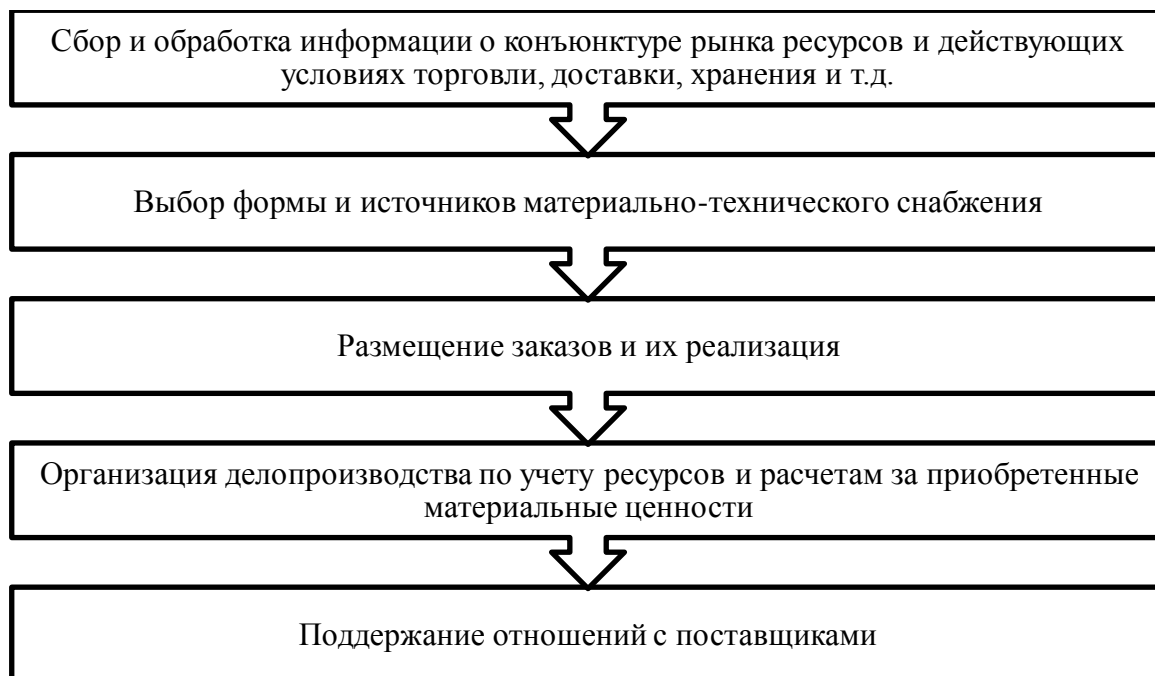 Сбор и обработка информации о конъюнктуре рынка ресурсов и действующих
условиях торговли, доставки, хранения и т.д.
Выбор формы и источников материально-технического снабжения
Размещение заказов и их реализация
Организация делопроизводства по учету ресурсов и расчетам за приобретенные
материальные ценности
Поддержание отношений с поставщиками